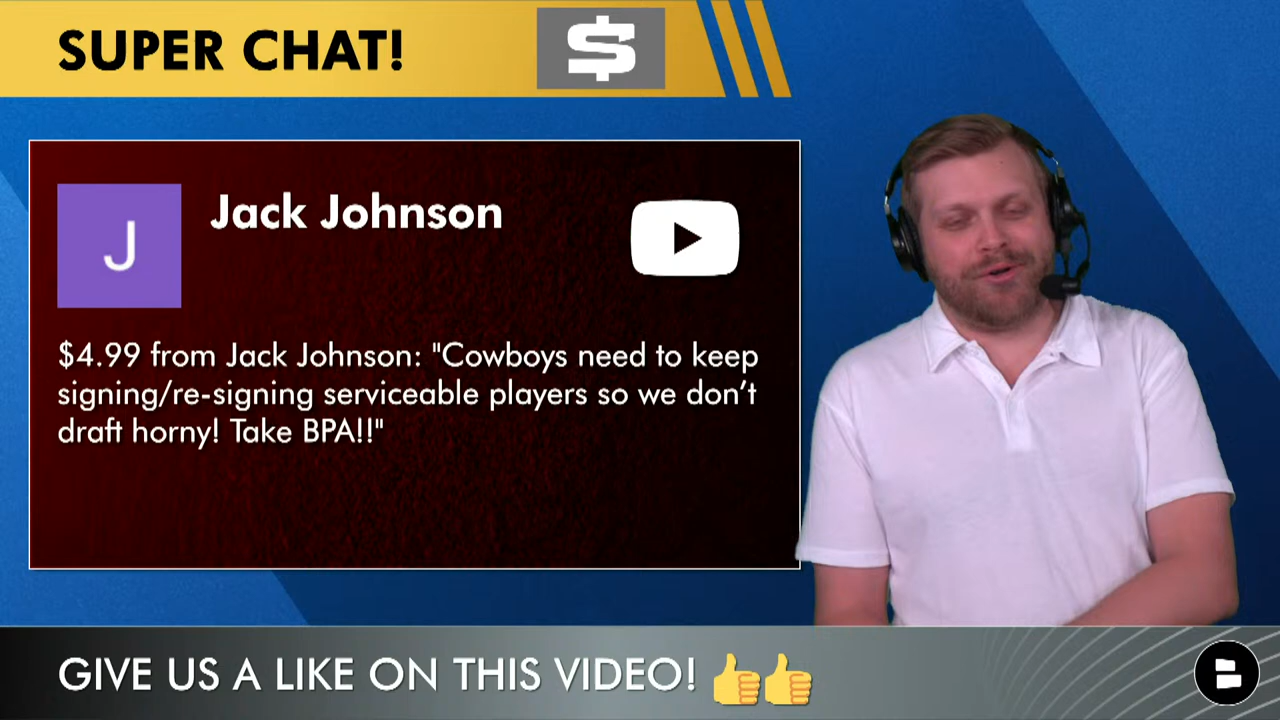 SUPER CHAT!
$
J
Jack Johnson
$4.99 from Jack Johnson: "Cowboys need to keep
signing/re-signing serviceable players so we don't
draft horny! Take BPA!!"
GIVE US A LIKE ON THIS VIDEO! 👍👍